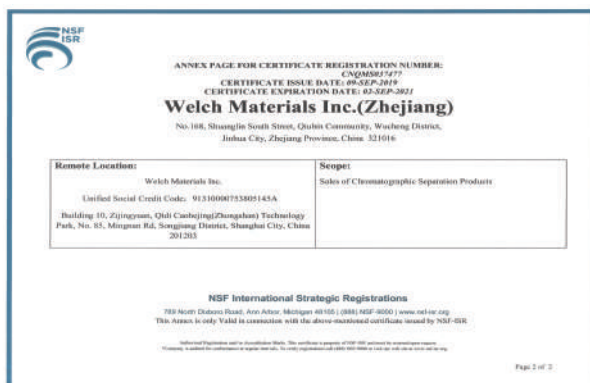 NSF
ISR
ANNEX PAGE FOR CERTIFICATE REGISTRATION NUMBER:
CNQMS037477
CERTIFICATE ISSUE DATE: 09-SEP-2019
CERTIFICATE EXPIRATION DATE: 03-SEP-2021
Welch Materials Inc.(Zhejiang)
No.168, Shuanglin South Street, Qiubin Community, Wucheng District,
Jinhua City, Zhejiang Province, China 321016
Remote Location:
Welch Materials Inc.
Unified Social Credit Code: 91310000753805145A
Building 10, Zijingyuan, Qidi Caohejing(Zhongshan) Technology
Park, No. 85, Mingnan Rd, Songjiang District, Shanghai City, China
201203
Scope:
Sales of Chromatographic Separation Products
NSF International Strategic Registrations
789 North Dixboro Road, Ann Arbor, Michigan 48105 | (888) NSF-9000 | www.nsf-isr.org
This Annex is only Valid in connection with the above-mentioned certificate issued by NSF-ISR
Page 2 of 2